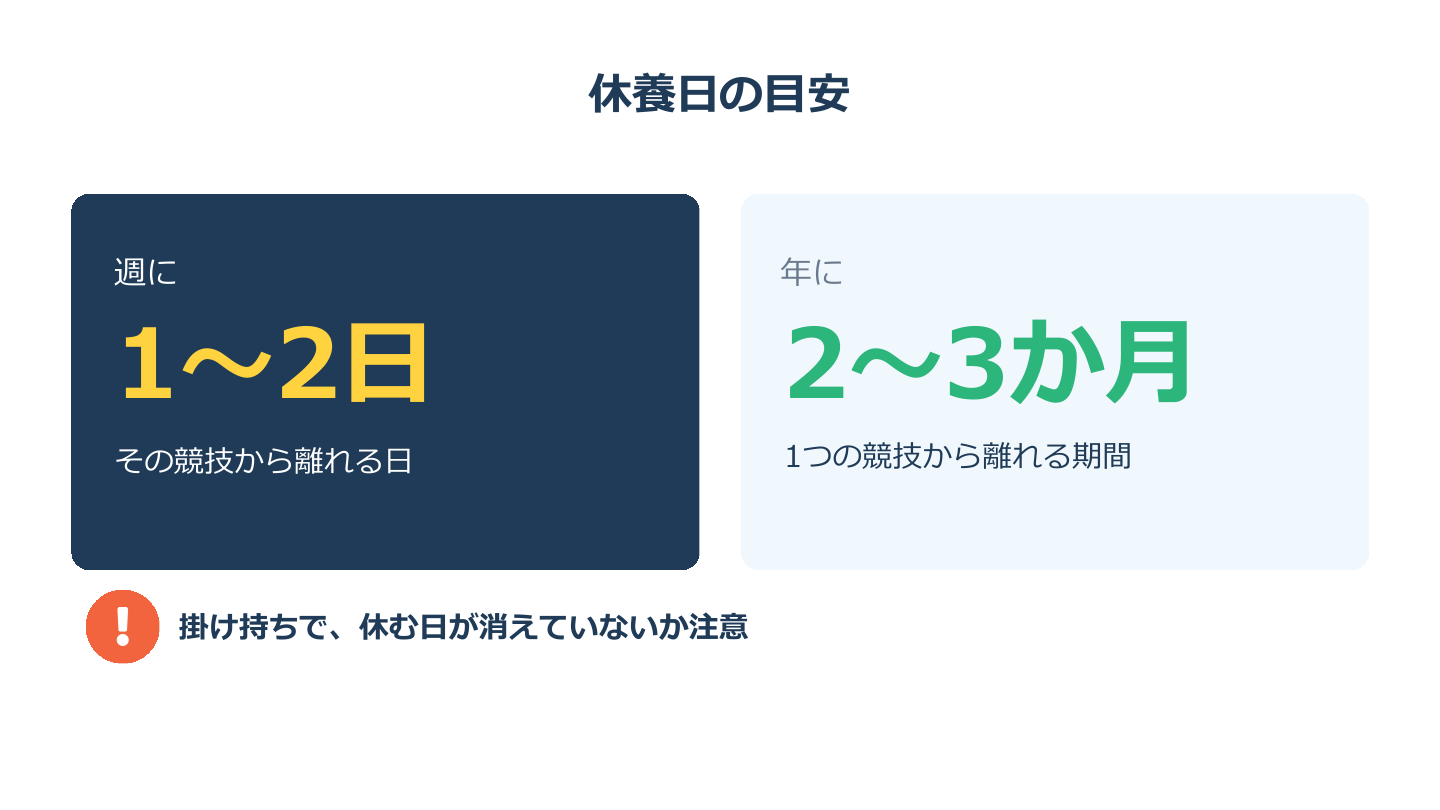 休養日の目安
週に
1〜2日
その競技から離れる日
年に
2〜3か月
1つの競技から離れる期間
掛け持ちで、休む日が消えていないか注意